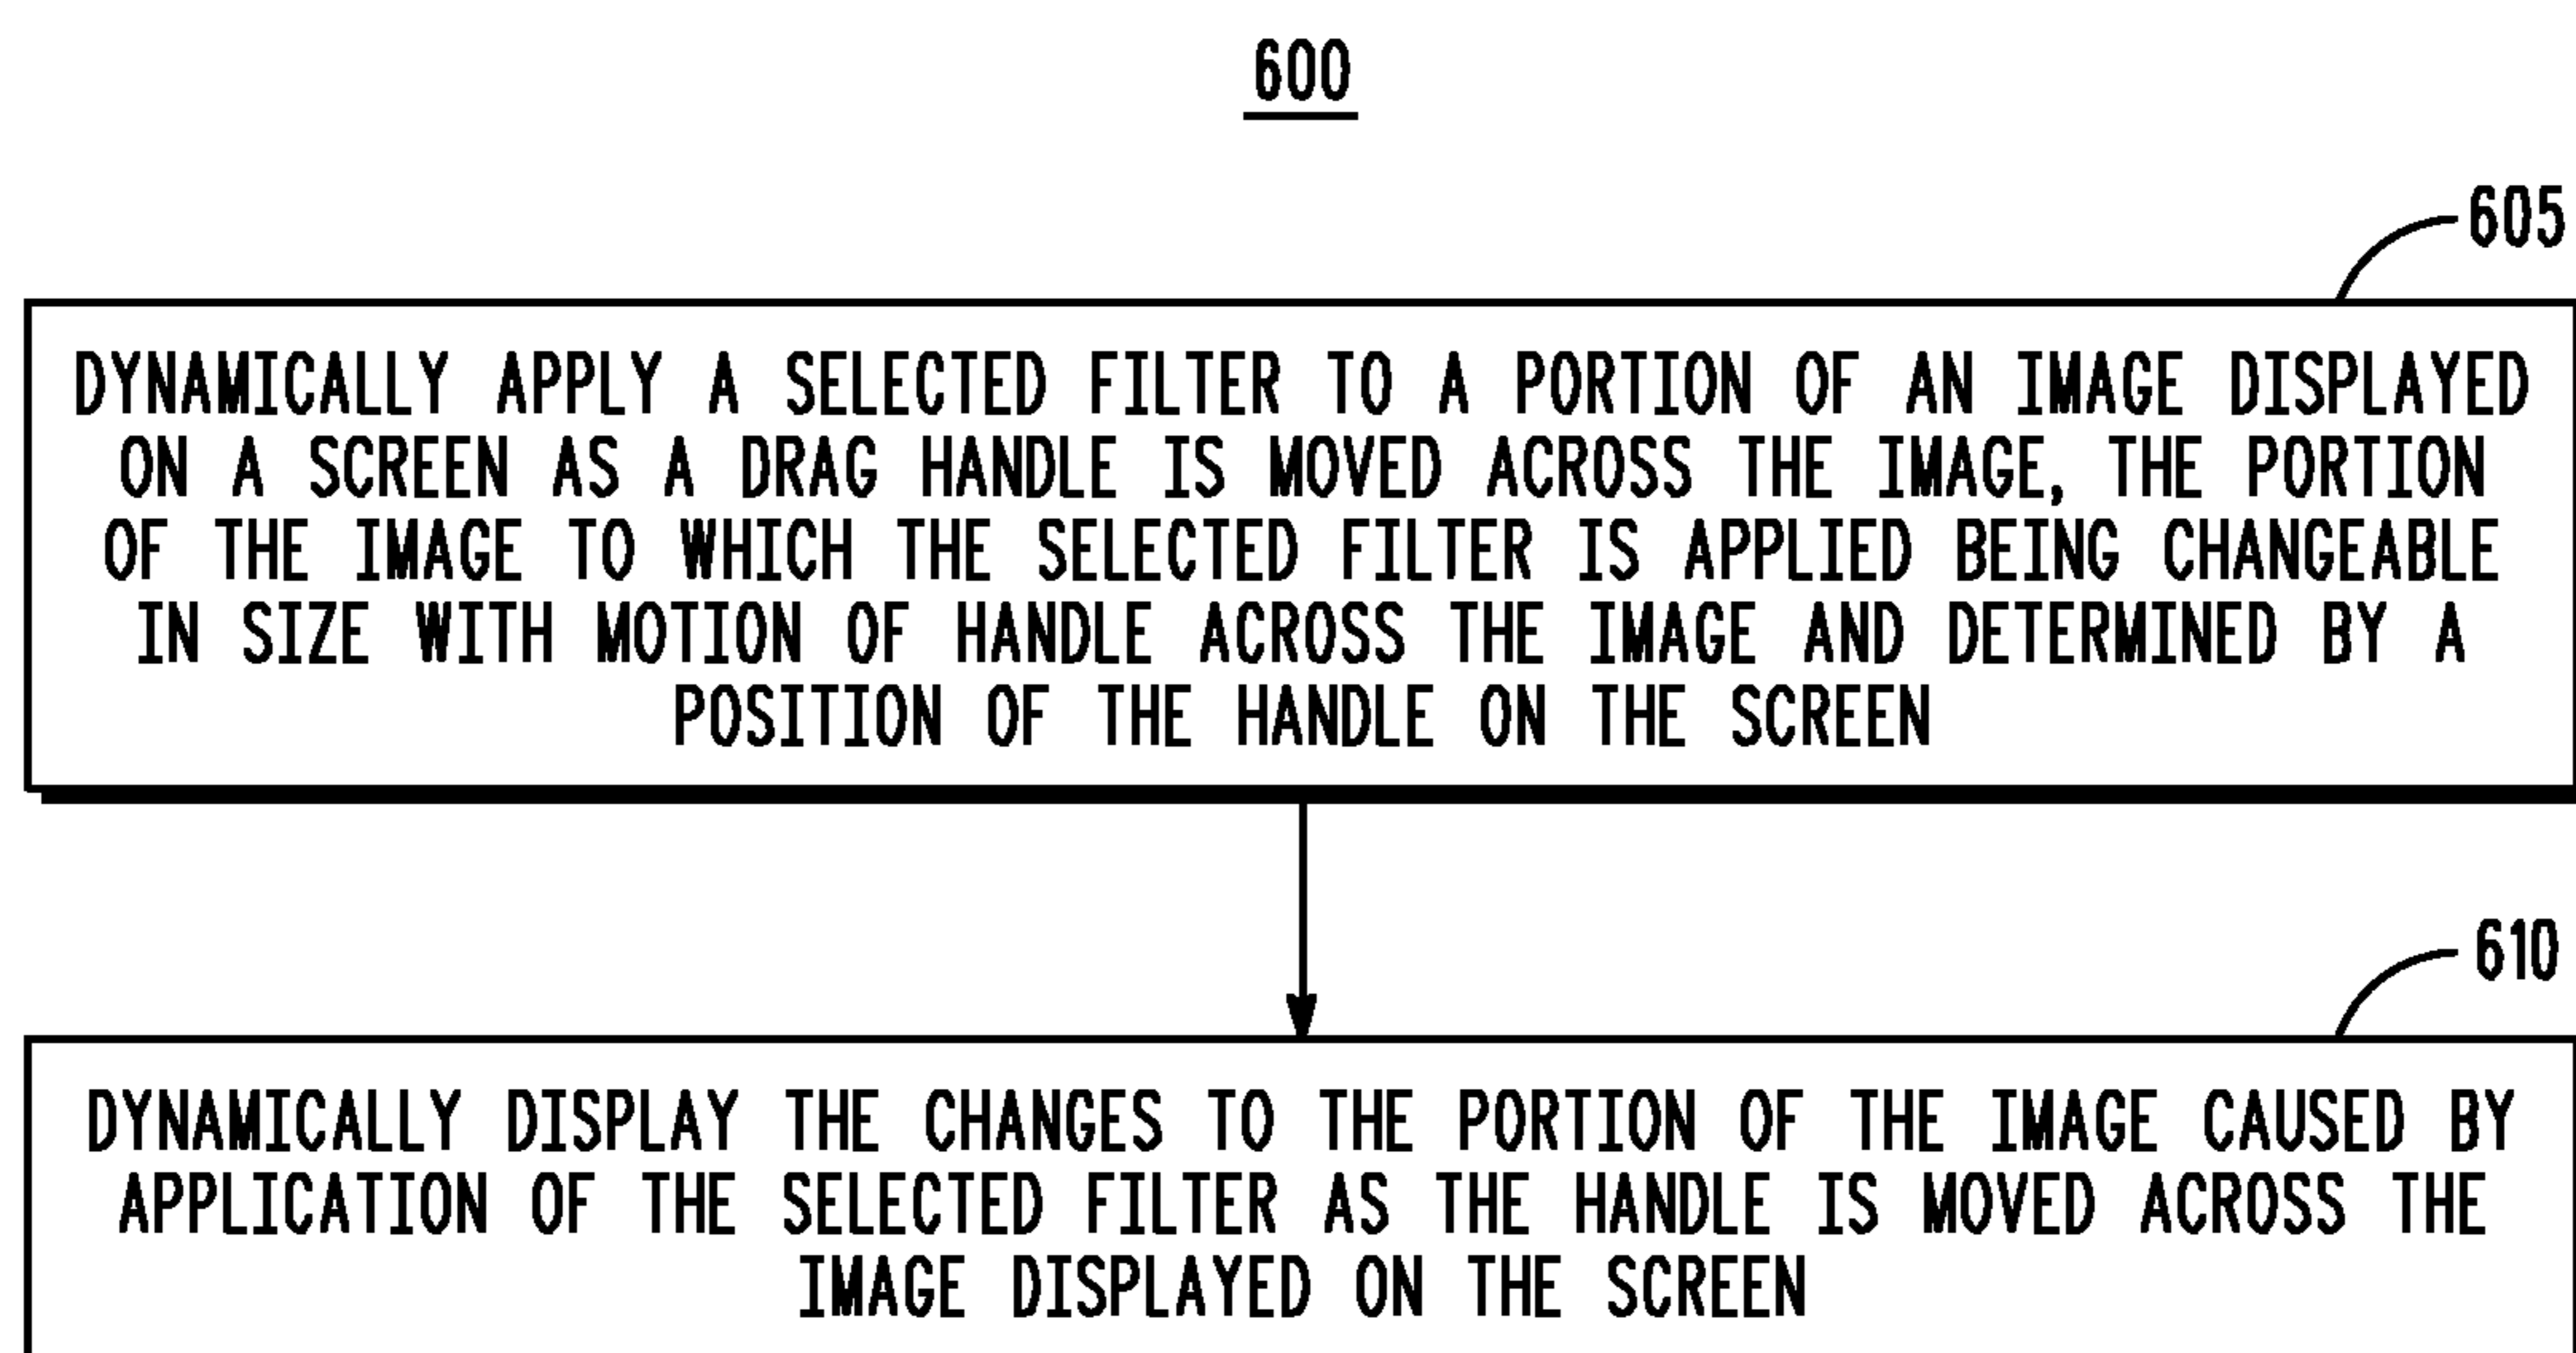 600
605
DYNAMICALLY APPLY A SELECTED FILTER TO A PORTION OF AN IMAGE DISPLAYED
ON A SCREEN AS A DRAG HANDLE IS MOVED ACROSS THE IMAGE, THE PORTION
OF THE IMAGE TO WHICH THE SELECTED FILTER IS APPLIED BEING CHANGEABLE
IN SIZE WITH MOTION OF HANDLE ACROSS THE IMAGE AND DETERMINED BY A
POSITION OF THE HANDLE ON THE SCREEN
610
DYNAMICALLY DISPLAY THE CHANGES TO THE PORTION OF THE IMAGE CAUSED BY
APPLICATION OF THE SELECTED FILTER AS THE HANDLE IS MOVED ACROSS THE
IMAGE DISPLAYED ON THE SCREEN